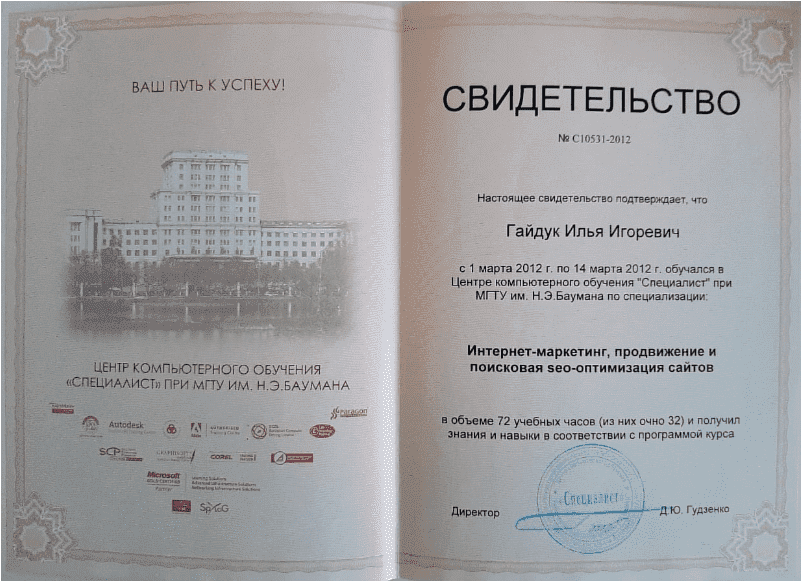 ВАШ ПУТЬ К УСПЕХУ!
ЦЕНТР КОМПЬЮТЕРНОГО ОБУЧЕНИЯ
«СПЕЦИАЛИСТ» ПРИ МГТУ ИМ. Н.Э.БАУМАНА
Autodesk
SCP
COREL
Microsoft
СВИДЕТЕЛЬСТВО
№ С10531-2012
Настоящее свидетельство подтверждает, что
Гайдук Илья Игоревич
с 1 марта 2012 г. по 14 марта 2012 г. обучался в
Центре компьютерного обучения "Специалист" при
МГТУ им. Н.Э.Баумана по специализации:
Интернет-маркетинг, продвижение и
поисковая seo-оптимизация сайтов
в объеме 72 учебных часов (из них очно 32) и получил
знания и навыки в соответствии с программой курса
Специалист
Директор
Д.Ю. Гудзенко